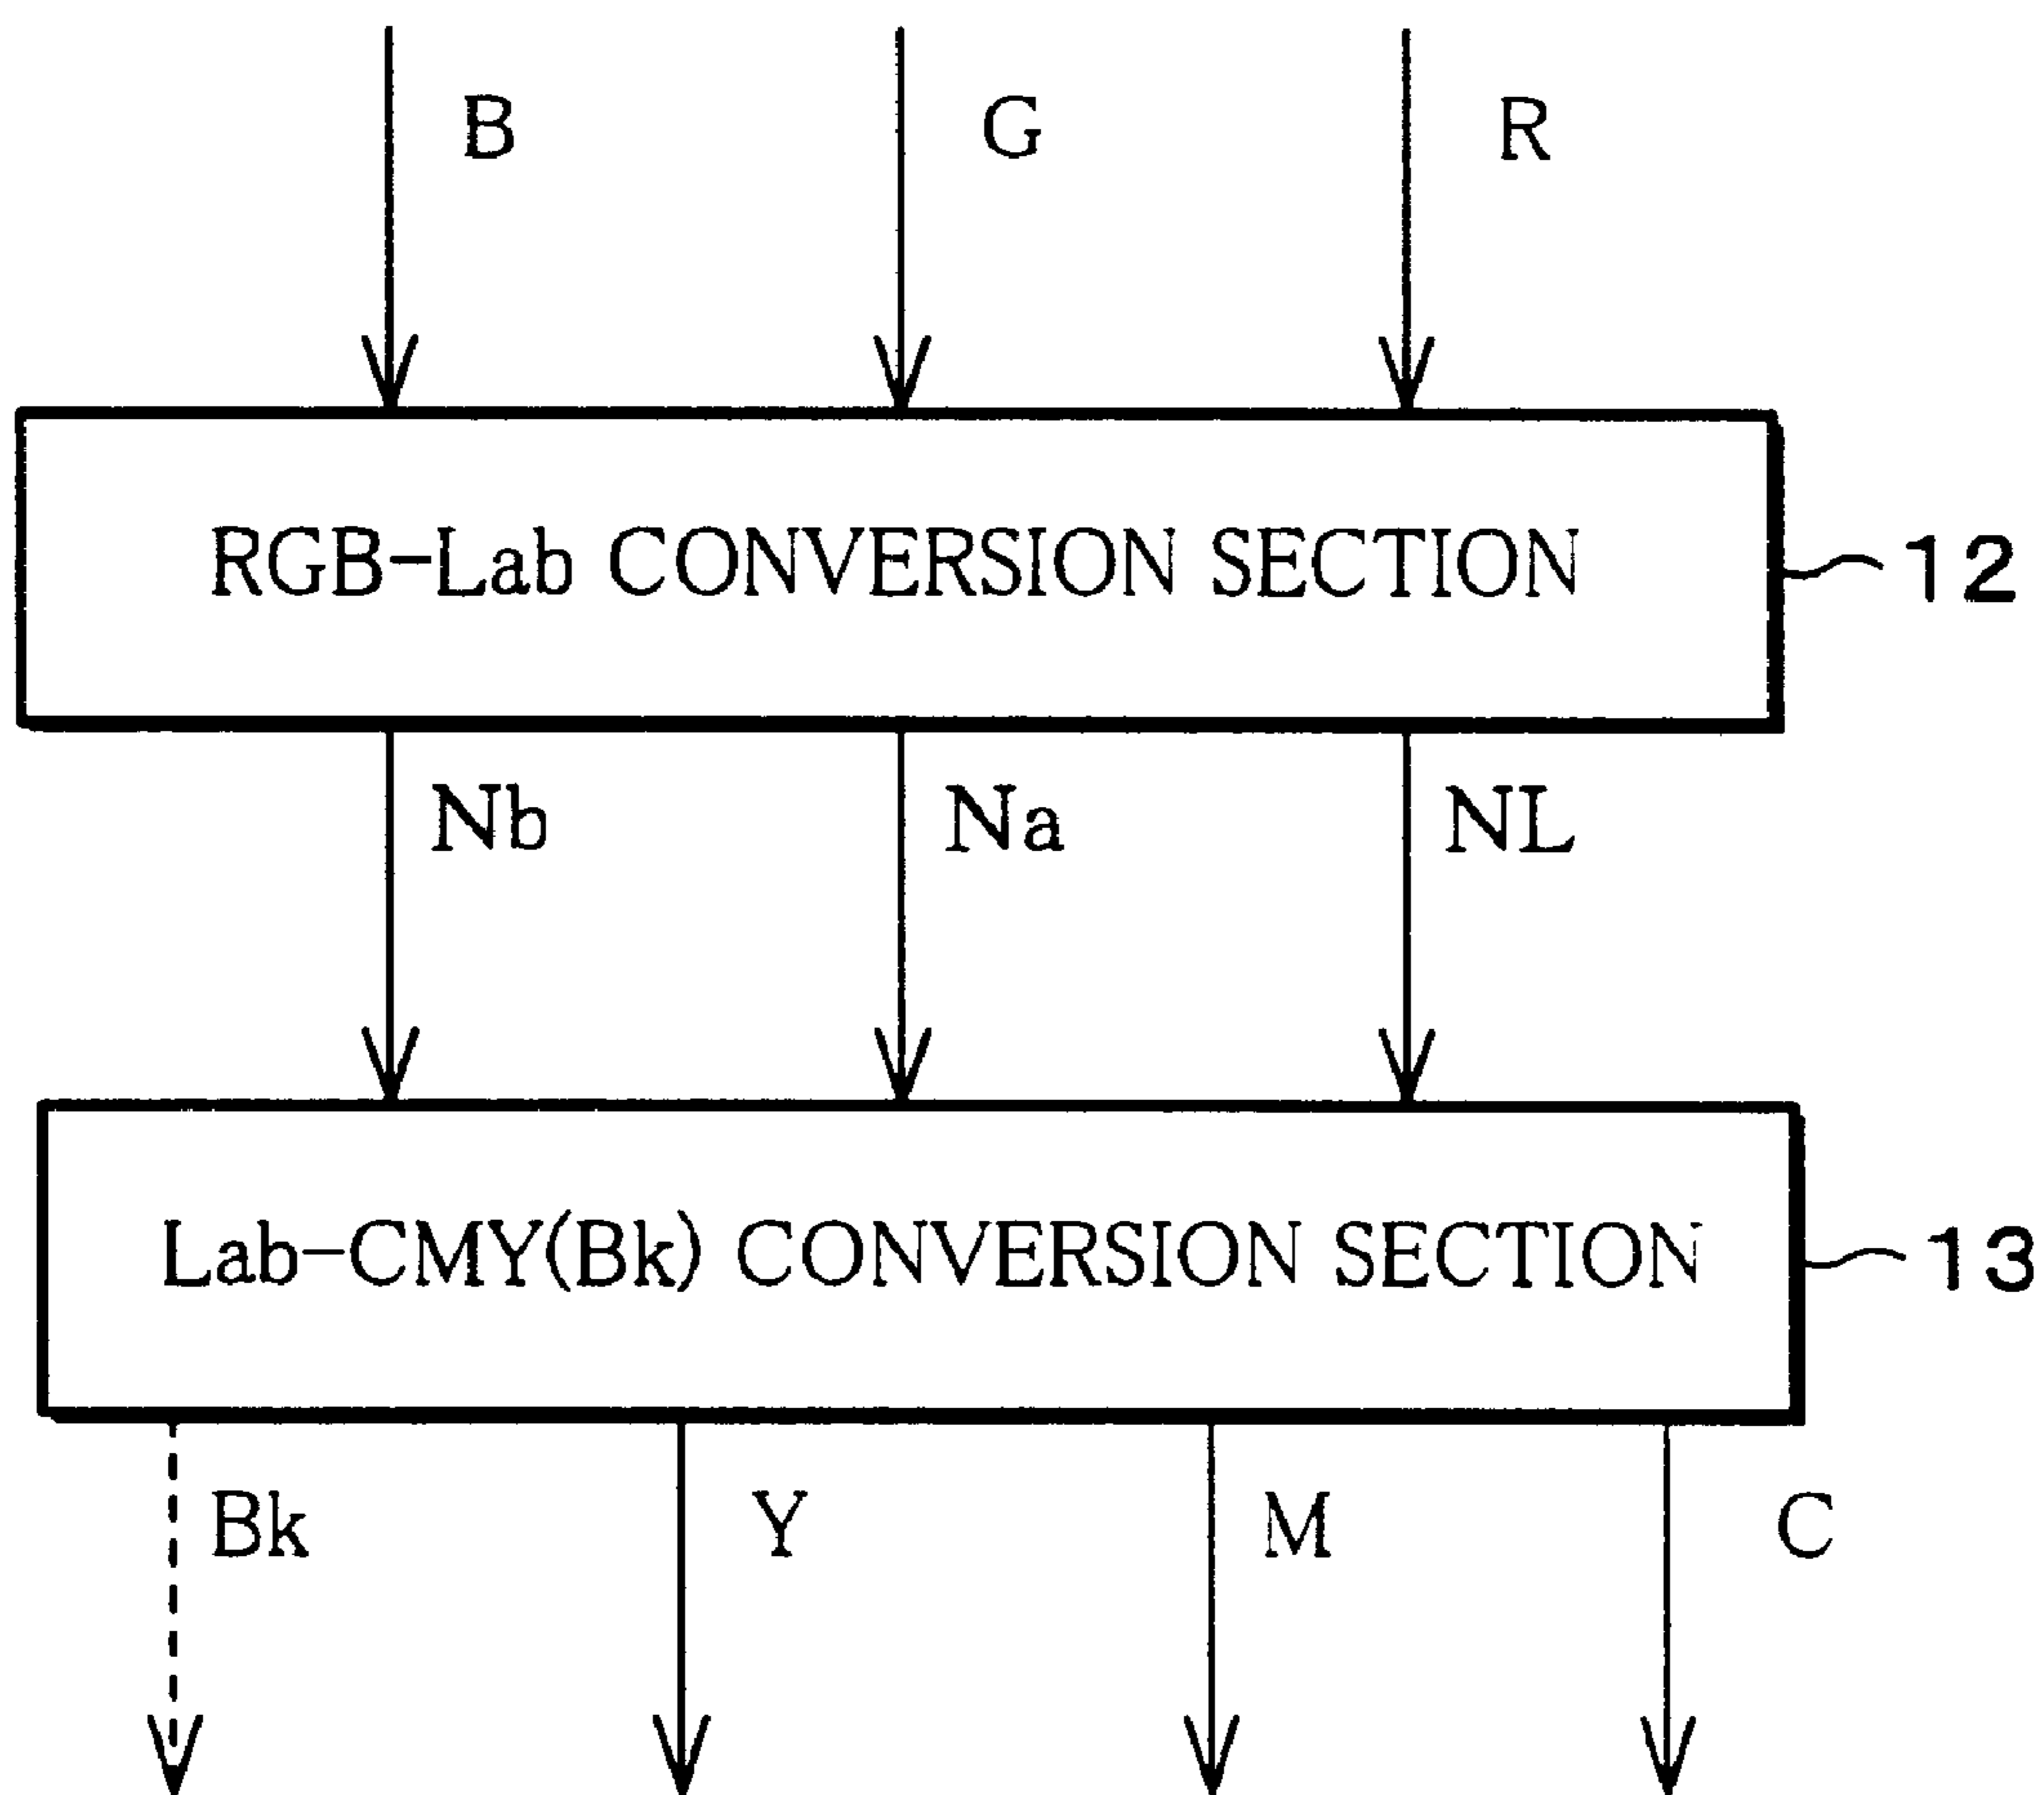 B G R
RGB-Lab CONVERSION SECTION 12
Nb Na NL
Lab-CMY(Bk) CONVERSION SECTION 13
Bk Y M C